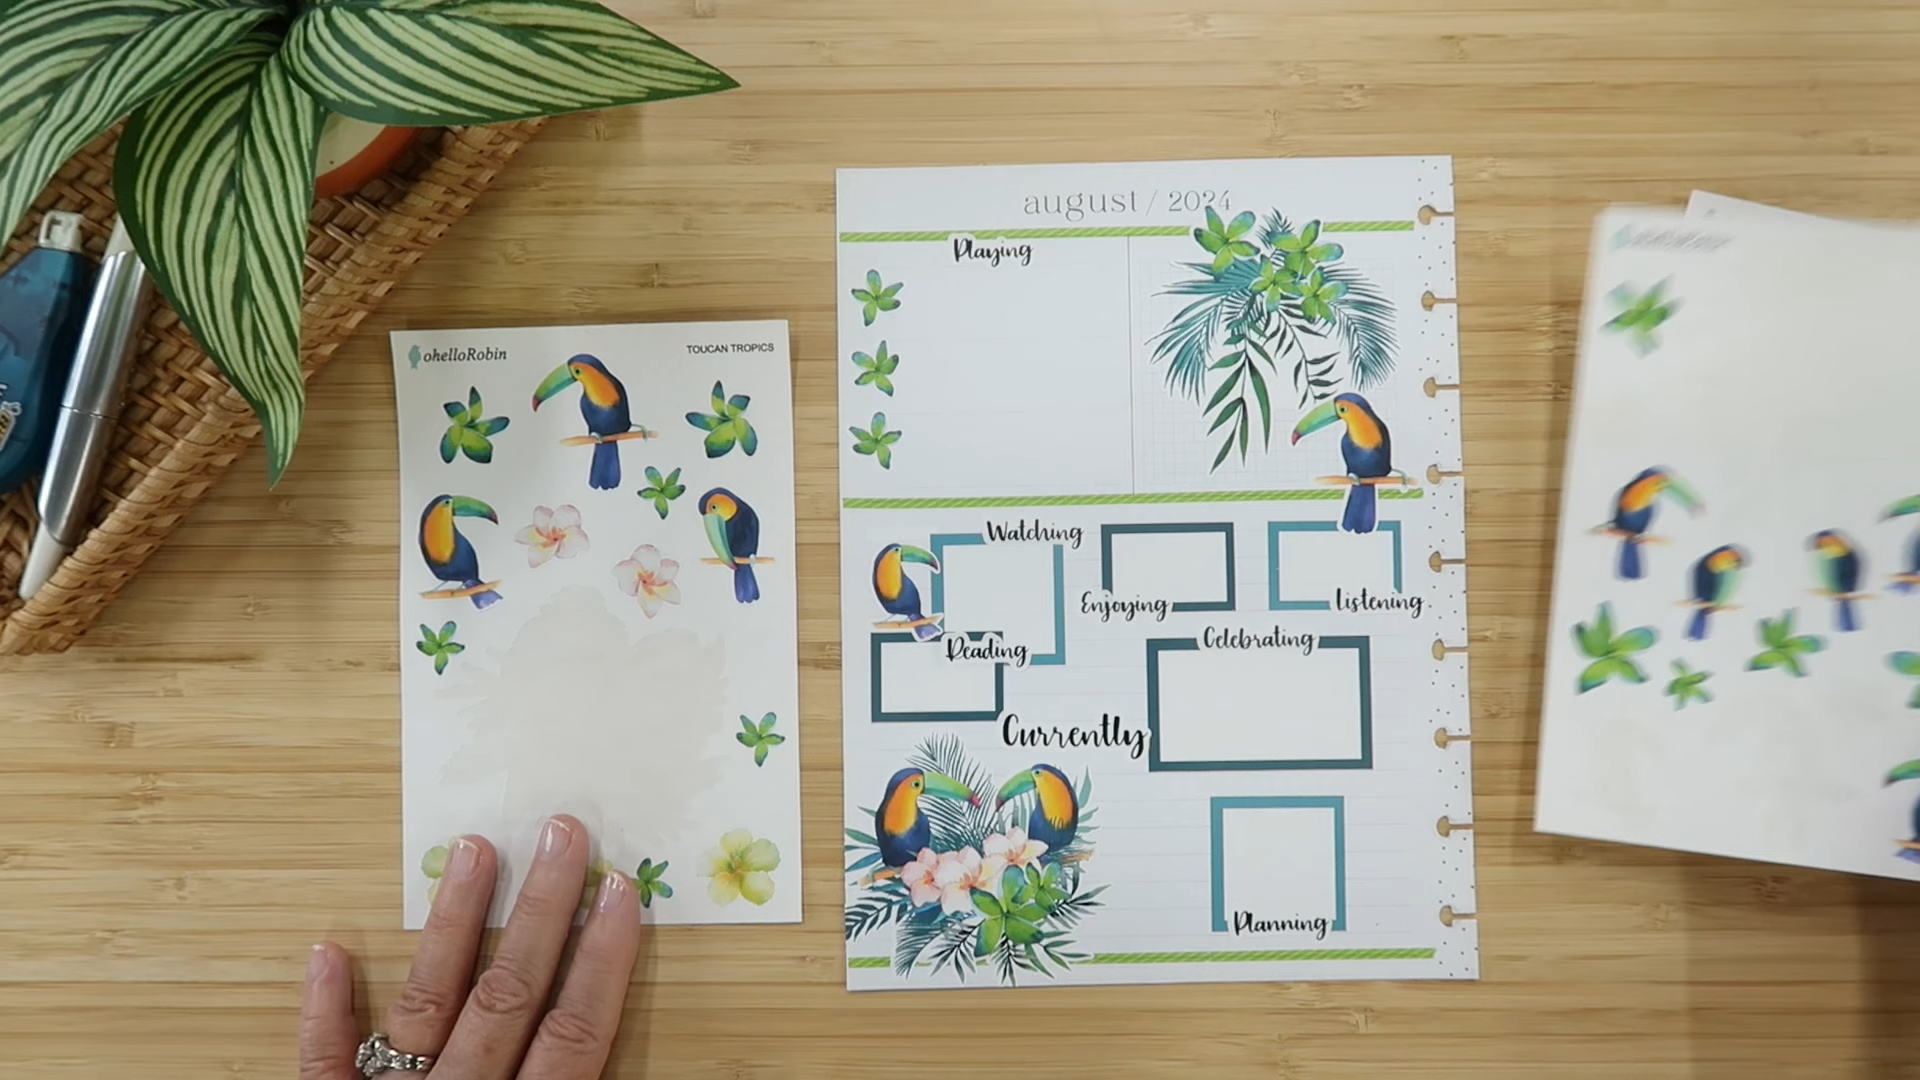 ohelloRobin
TOUCAN TROPICS
august / 2024
Playing
Watching
Enjoying
Listening
Reading
Celebrating
Currently
Planning